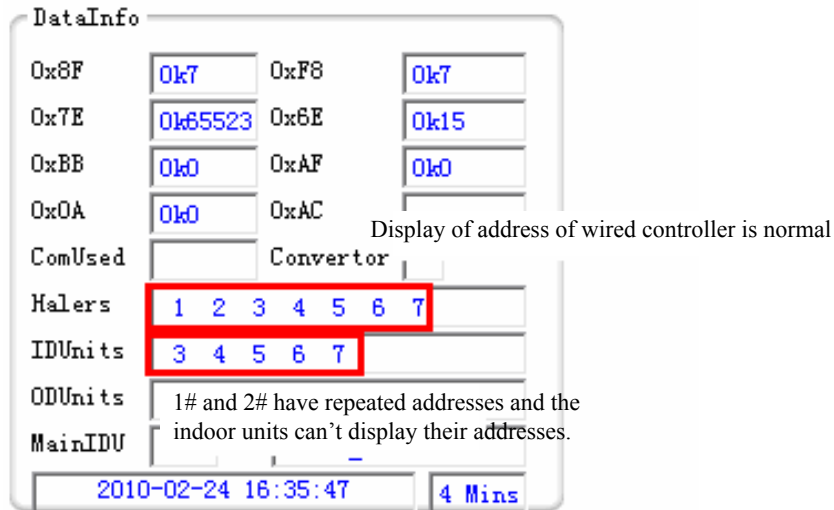 DataInfo
0x8F 0k7 0xF8 0k7
0x7E 0k65523 0x6E 0k15
0xBB 0k0 0xAF 0k0
0x0A 0k0 0xAC
Display of address of wired controller is normal
ComUsed Convertor
Halers 1 2 3 4 5 6 7
IDUnits 3 4 5 6 7
ODUnits
1# and 2# have repeated addresses and the
indoor units can't display their addresses.
MainIDU
2010-02-24 16:35:47 4 Mins